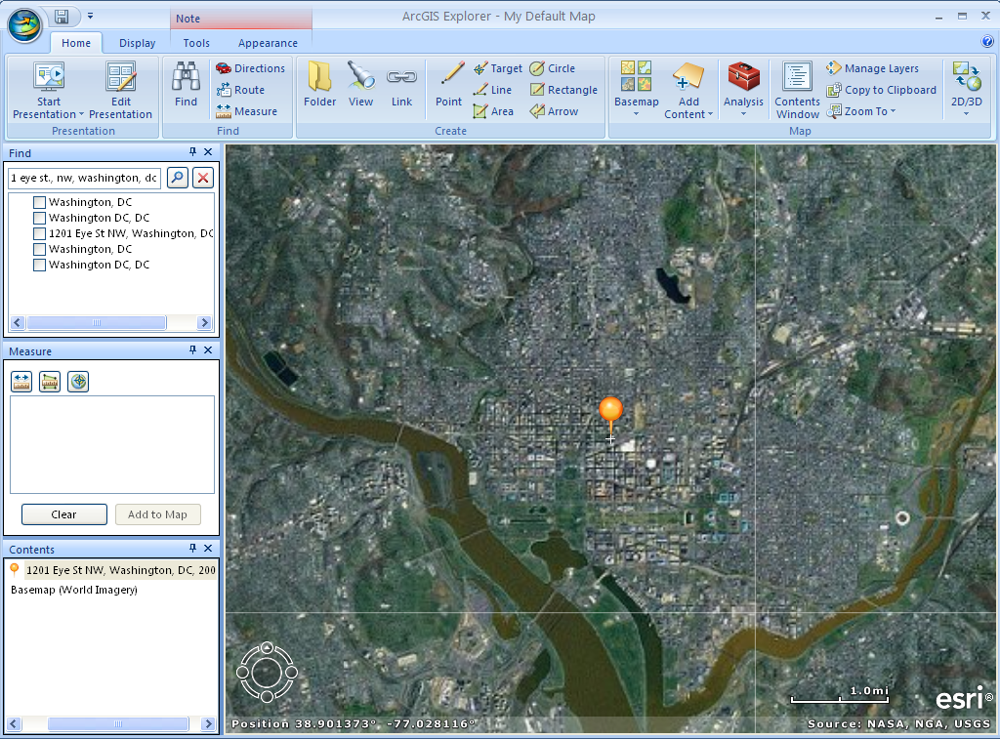 Note
ArcGIS Explorer - My Default Map
Home
Display
Tools
Appearance
Start Presentation
Edit Presentation
Presentation
Find
Directions
Route
Measure
Find
Folder
View
Link
Point
Target
Line
Area
Circle
Rectangle
Arrow
Create
Basemap
Add Content
Analysis
Contents Window
Manage Layers
Copy to Clipboard
Zoom To
Map
2D/3D
Find
1 eye st., nw, washington, dc
Washington, DC
Washington DC, DC
1201 Eye St NW, Washington, DC
Washington, DC
Washington DC, DC
Measure
Clear
Add to Map
Contents
1201 Eye St NW, Washington, DC, 200
Basemap (World Imagery)
1.0mi
esri®
Position 38.901373° -77.028116°
Source: NASA, NGA, USGS